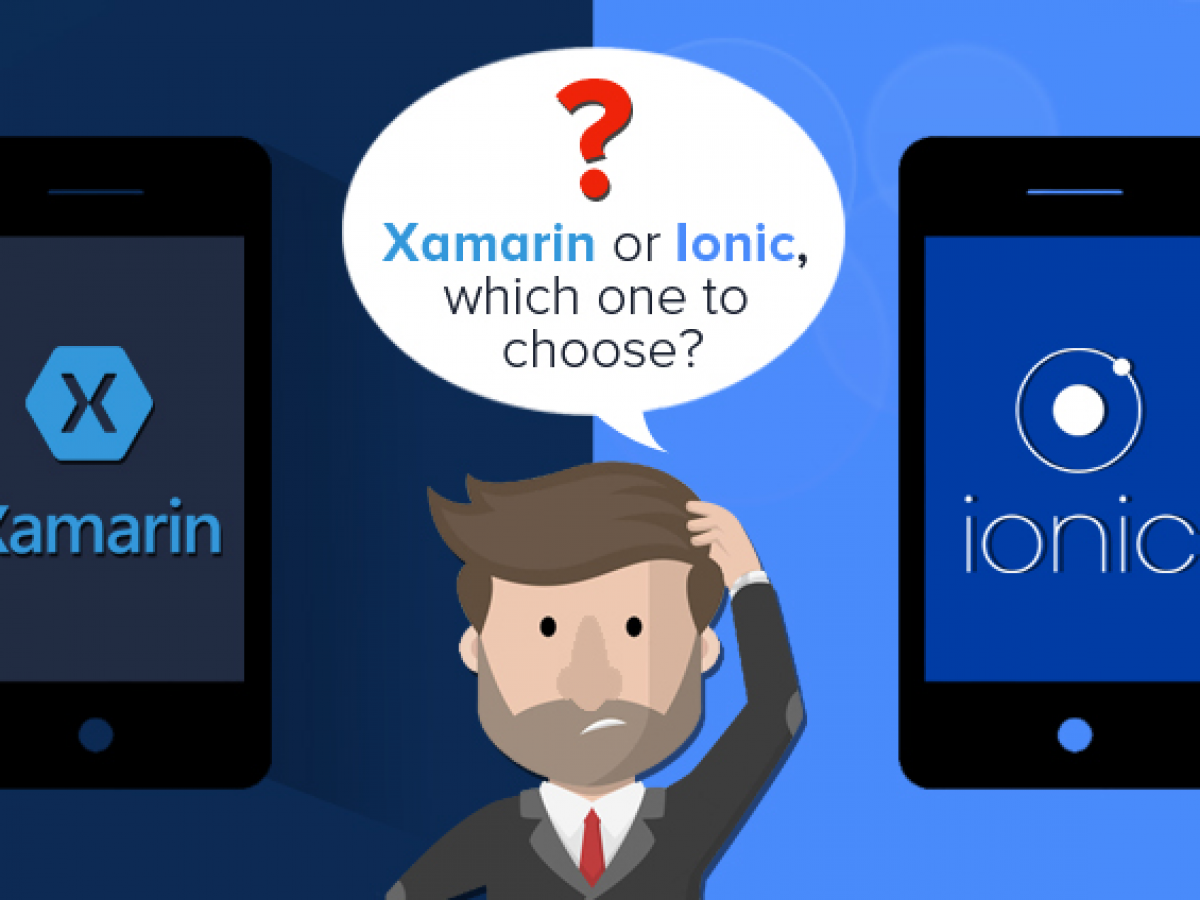 ?
Xamarin or Ionic,
which one to
choose?
X
Xamarin
ionic